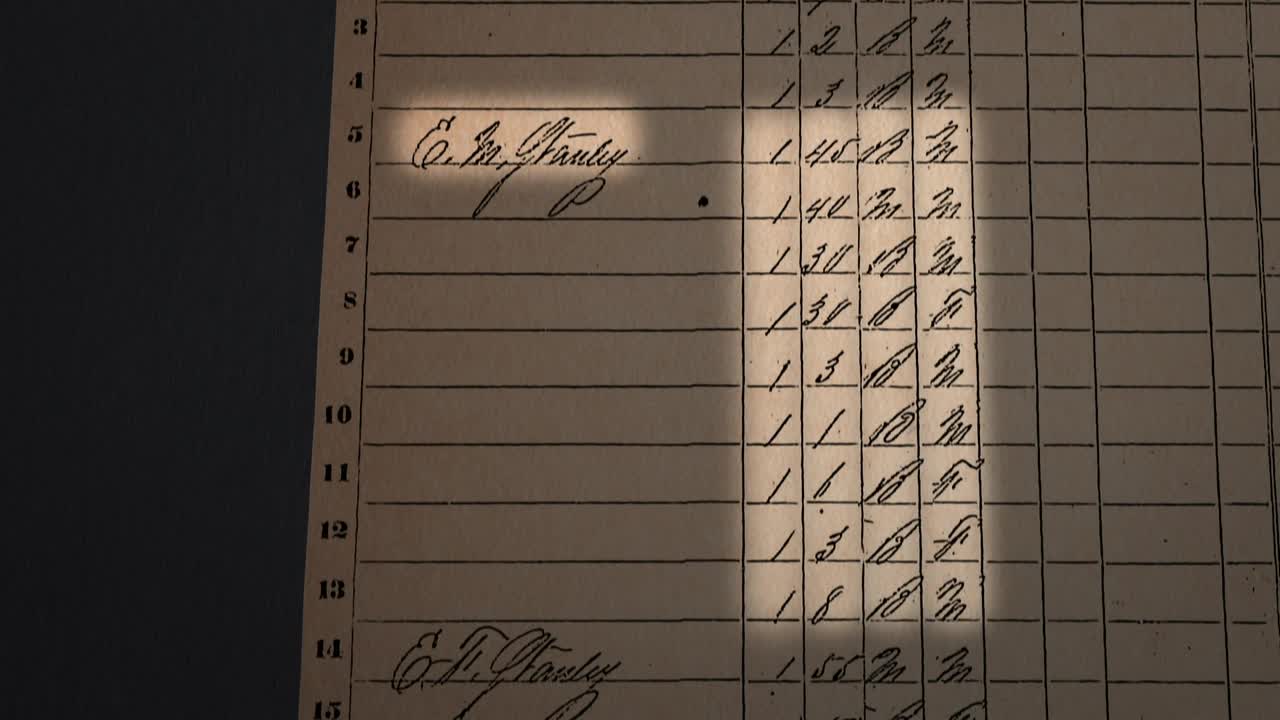 3 1 2 B M
4 1 3 B M
5 E. M. Stanley 1 45 B M
6 1 40 M M
7 1 30 B M
8 1 30 B F
9 1 3 B M
10 1 1 B M
11 1 6 B F
12 1 3 B F
13 1 8 B M
14 E. F. Stanley 1 55 M M
15 B F